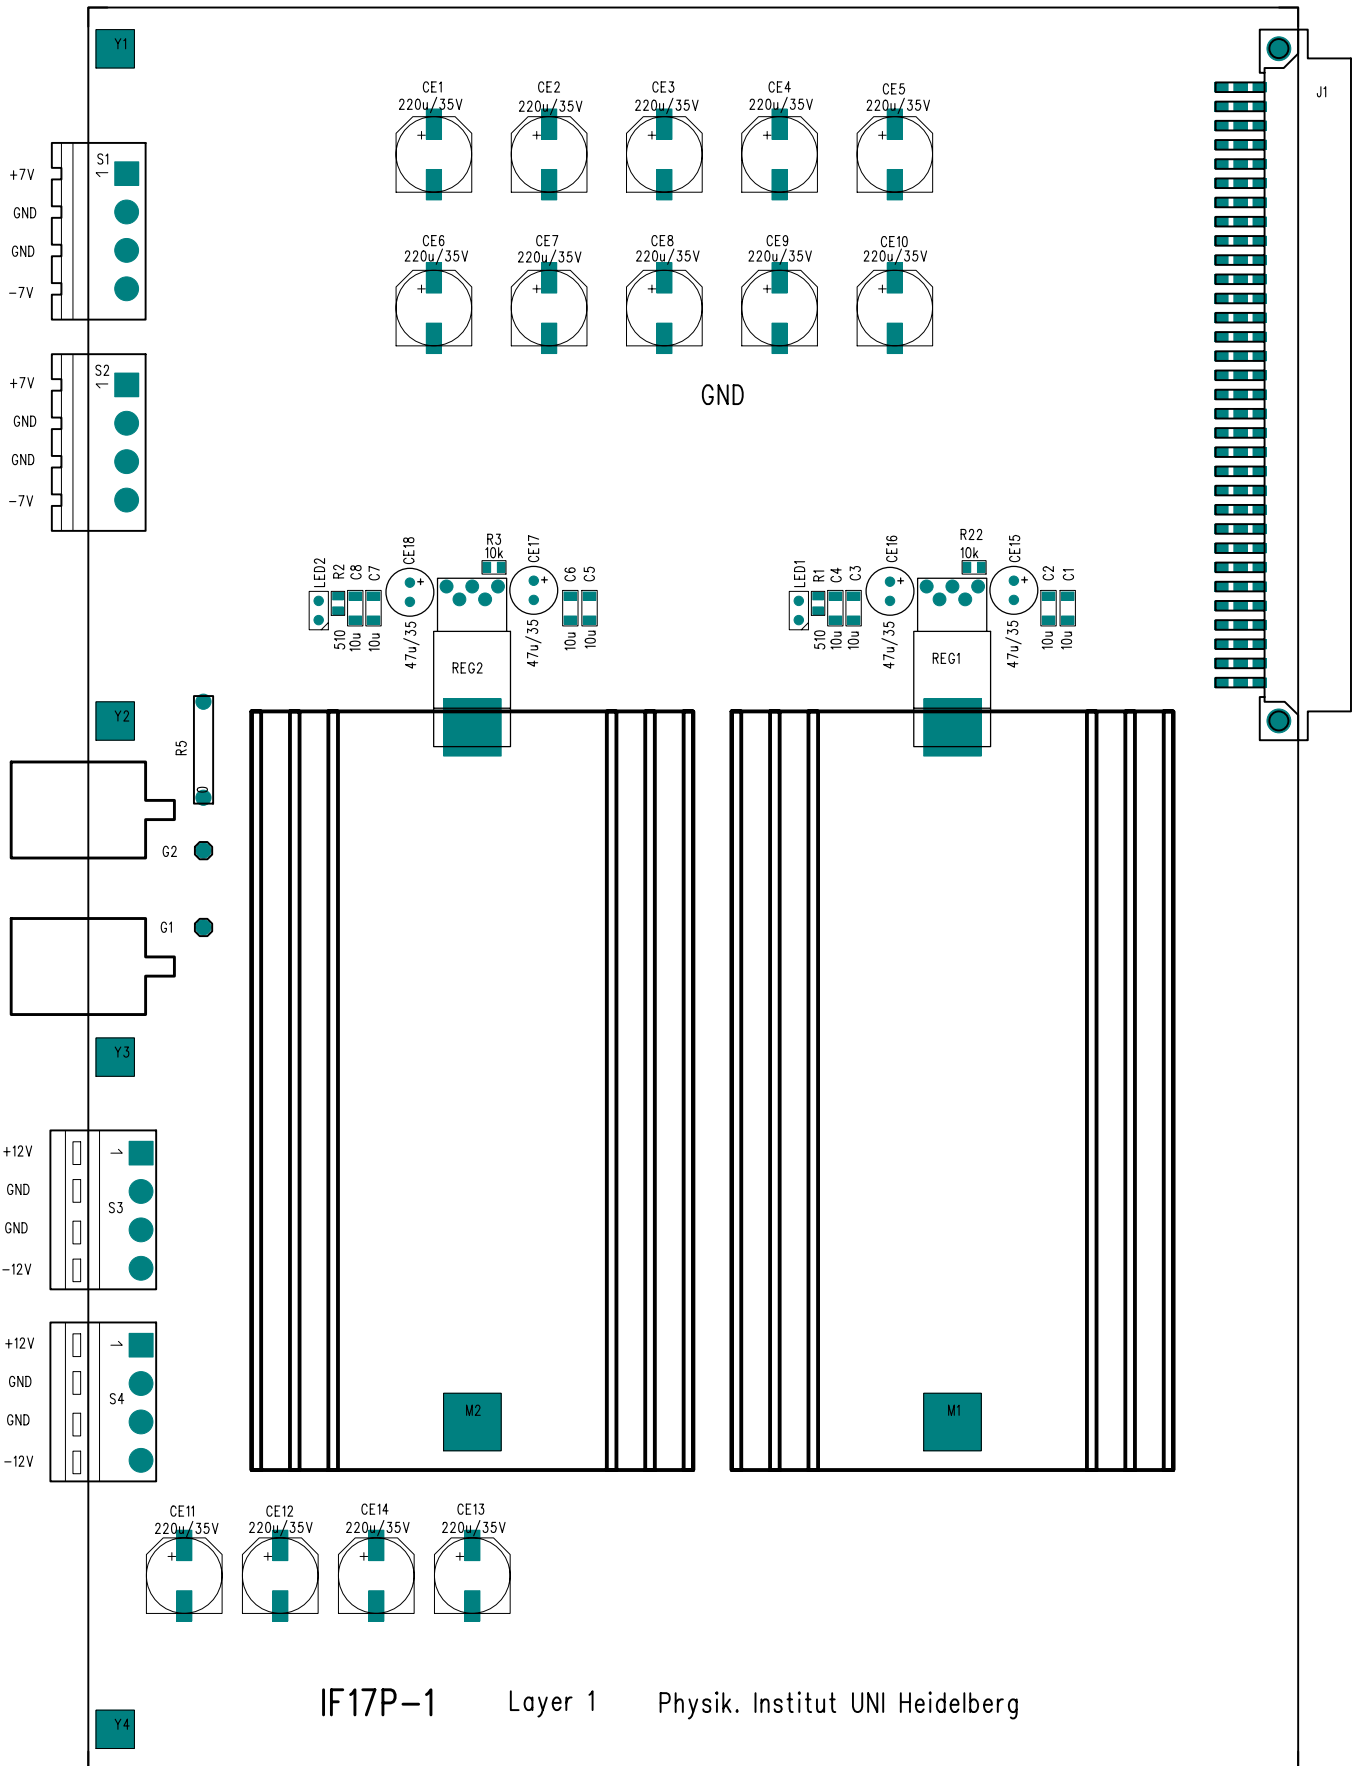 Y1
J1
CE1
220u/35V
CE2
220u/35V
CE3
220u/35V
CE4
220u/35V
CE5
220u/35V
S1
1
+7V
GND
GND
-7V
CE6
220u/35V
CE7
220u/35V
CE8
220u/35V
CE9
220u/35V
CE10
220u/35V
S2
1
+7V
GND
GND
-7V
GND
LED2
R2
510
C8
10u
C7
10u
CE18
47u/35
R3
10k
CE17
47u/35
C6
10u
C5
10u
REG2
LED1
R1
510
C4
10u
C3
10u
CE16
47u/35
R22
10k
CE15
47u/35
C2
10u
C1
10u
REG1
Y2
R5
G2
G1
Y3
+12V
GND
GND
-12V
1
S3
+12V
GND
GND
-12V
1
S4
M2
M1
CE11
220u/35V
CE12
220u/35V
CE14
220u/35V
CE13
220u/35V
IF17P-1 Layer 1 Physik. Institut UNI Heidelberg
Y4